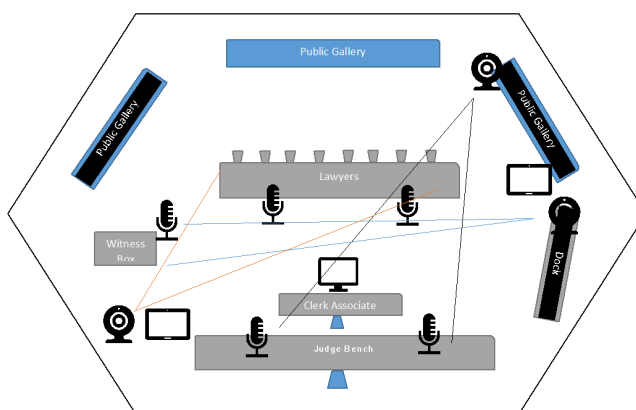 Public Gallery
Public Gallery
Public Gallery
Lawyers
Witness
Box
Dock
Clerk Associate
Judge Bench